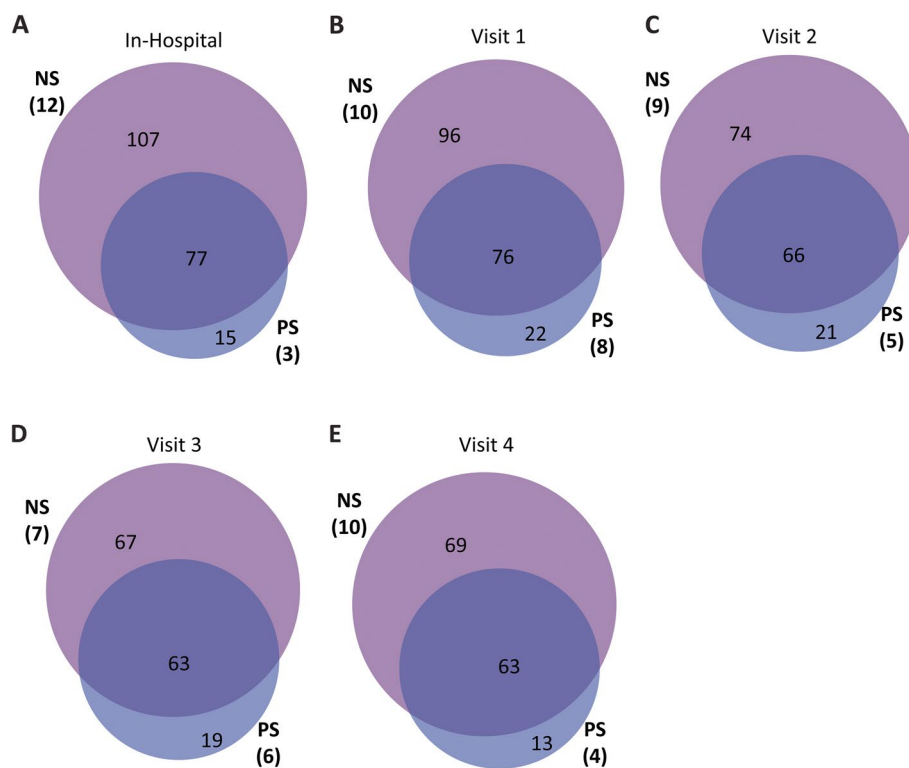 A
In-Hospital
NS
(12)
107
77
15
PS
(3)
B
Visit 1
NS
(10)
96
76
22
PS
(8)
C
Visit 2
NS
(9)
74
66
21
PS
(5)
D
Visit 3
NS
(7)
67
63
19
PS
(6)
E
Visit 4
NS
(10)
69
63
13
PS
(4)